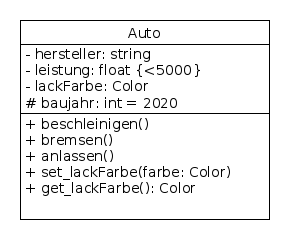 Auto
- hersteller: string
- leistung: float {<5000}
- lackFarbe: Color
# baujahr: int = 2020
+ beschleinigen()
+ bremsen()
+ anlassen()
+ set_lackFarbe(farbe: Color)
+ get_lackFarbe(): Color